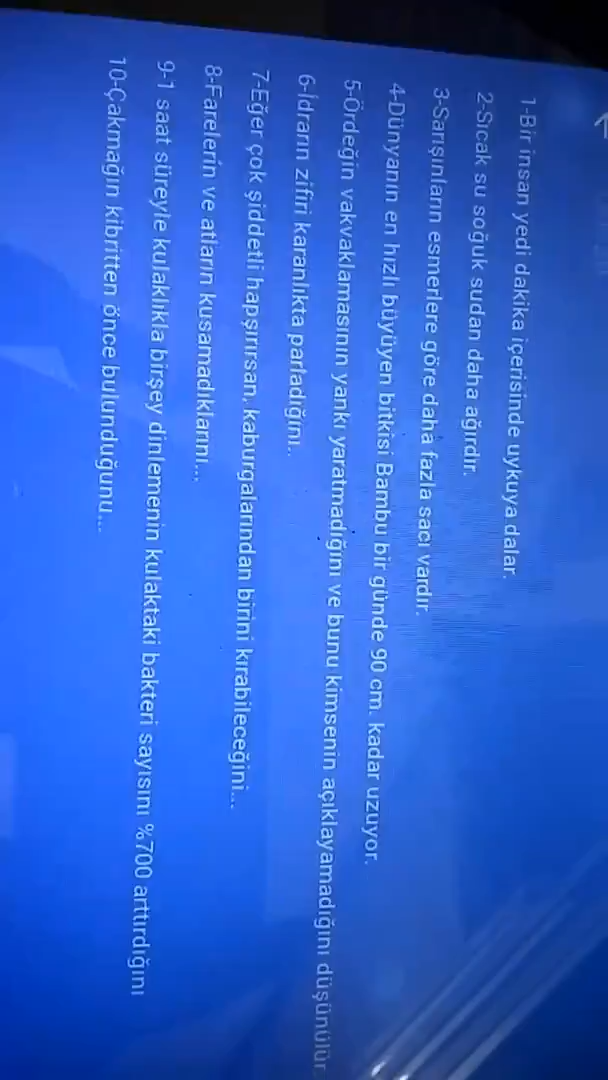 1-Bir insan yedi dakika içerisinde uykuya dalar.
2-Sıcak su soğuk sudan daha ağırdır.
3-Sarışınların esmerlere göre daha fazla saçı vardır.
4-Dünyanın en hızlı büyüyen bitkisi Bambu bir günde 90 cm. kadar uzuyor.
5-Ördeğin vakvaklamasının yankı yaratmadığını ve bunu kimsenin açıklayamadığını düşünülür
6-İdrarın zifiri karanlıkta parladığını..
7-Eğer çok şiddetli hapşırırsan, kaburgalarından birini kırabileceğini...
8-Farelerin ve atların kusamadıklarını...
9-1 saat süreyle kulaklıkla birşey dinlemenin kulaktaki bakteri sayısını %700 arttırdığını
10-Çakmağın kibritten önce bulunduğunu...